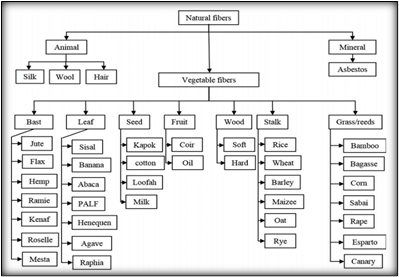 Natural fibers
Animal
Mineral
Silk
Wool
Hair
Vegetable fibers
Asbestos
Bast
Leaf
Seed
Fruit
Wood
Stalk
Grass/reeds
Jute
Flax
Hemp
Ramie
Kenaf
Roselle
Mesta
Sisal
Banana
Abaca
PALF
Henequen
Agave
Raphia
Kapok
cotton
Loofah
Milk
Coir
Oil
Soft
Hard
Rice
Wheat
Barley
Maizee
Oat
Rye
Bamboo
Bagasse
Corn
Sabai
Rape
Esparto
Canary